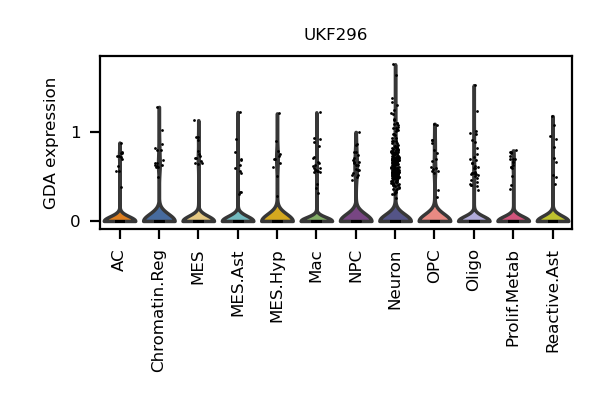 UKF296
GDA expression
1
0
AC
Chromatin.Reg
MES
MES.Ast
MES.Hyp
Mac
NPC
Neuron
OPC
Oligo
Prolif.Metab
Reactive.Ast